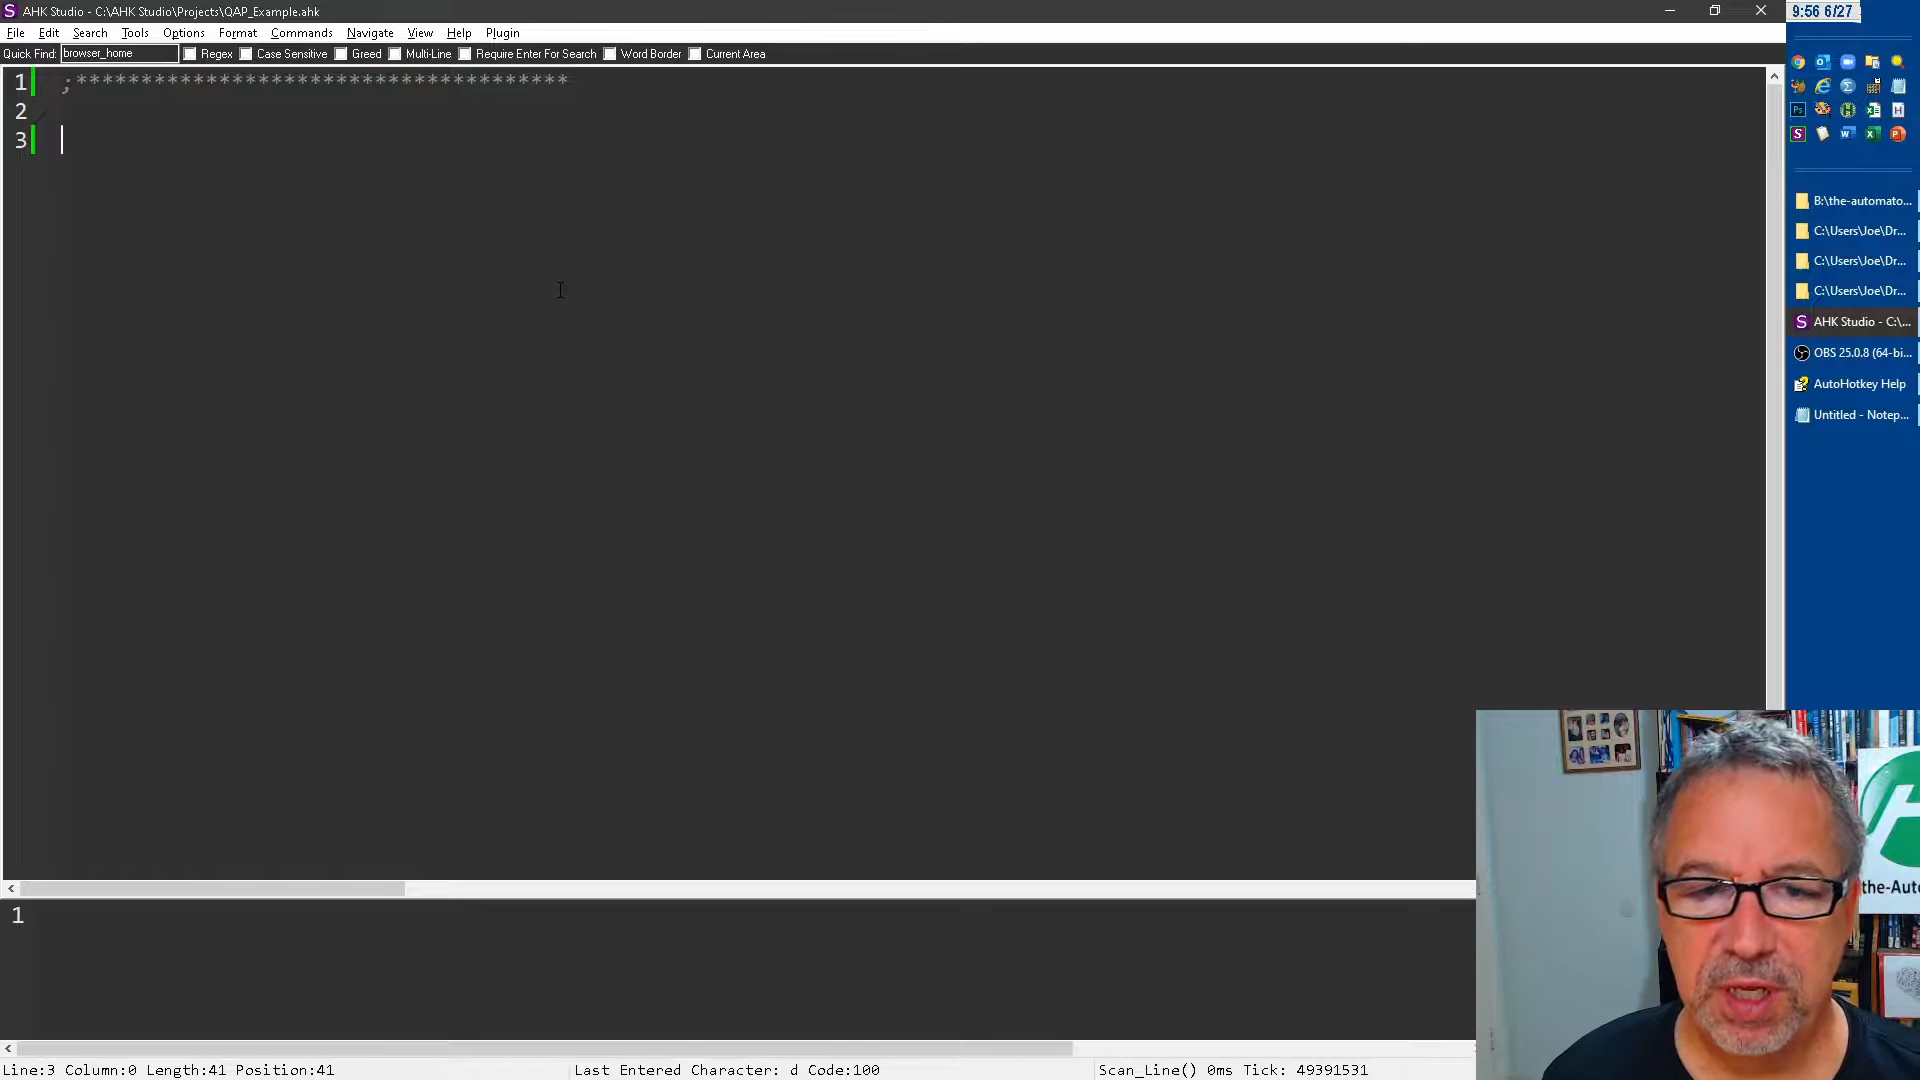 AHK Studio - C:\AHK Studio\Projects\QAP_Example.ahk
9:56 6/27
File Edit Search Tools Options Format Commands Navigate View Help Plugin
Quick Find: browser_home Regex Case Sensitive Greed Multi-Line Require Enter For Search Word Border Current Area
1 ;**************************************
2
3
B:\the-automato...
C:\Users\Joe\Dr...
C:\Users\Joe\Dr...
C:\Users\Joe\Dr...
AHK Studio - C:\...
OBS 25.0.8 (64-bi...
AutoHotkey Help
Untitled - Notep...
the-Auto
1
Line:3 Column:0 Length:41 Position:41 Last Entered Character: d Code:100 Scan_Line() 0ms Tick: 49391531